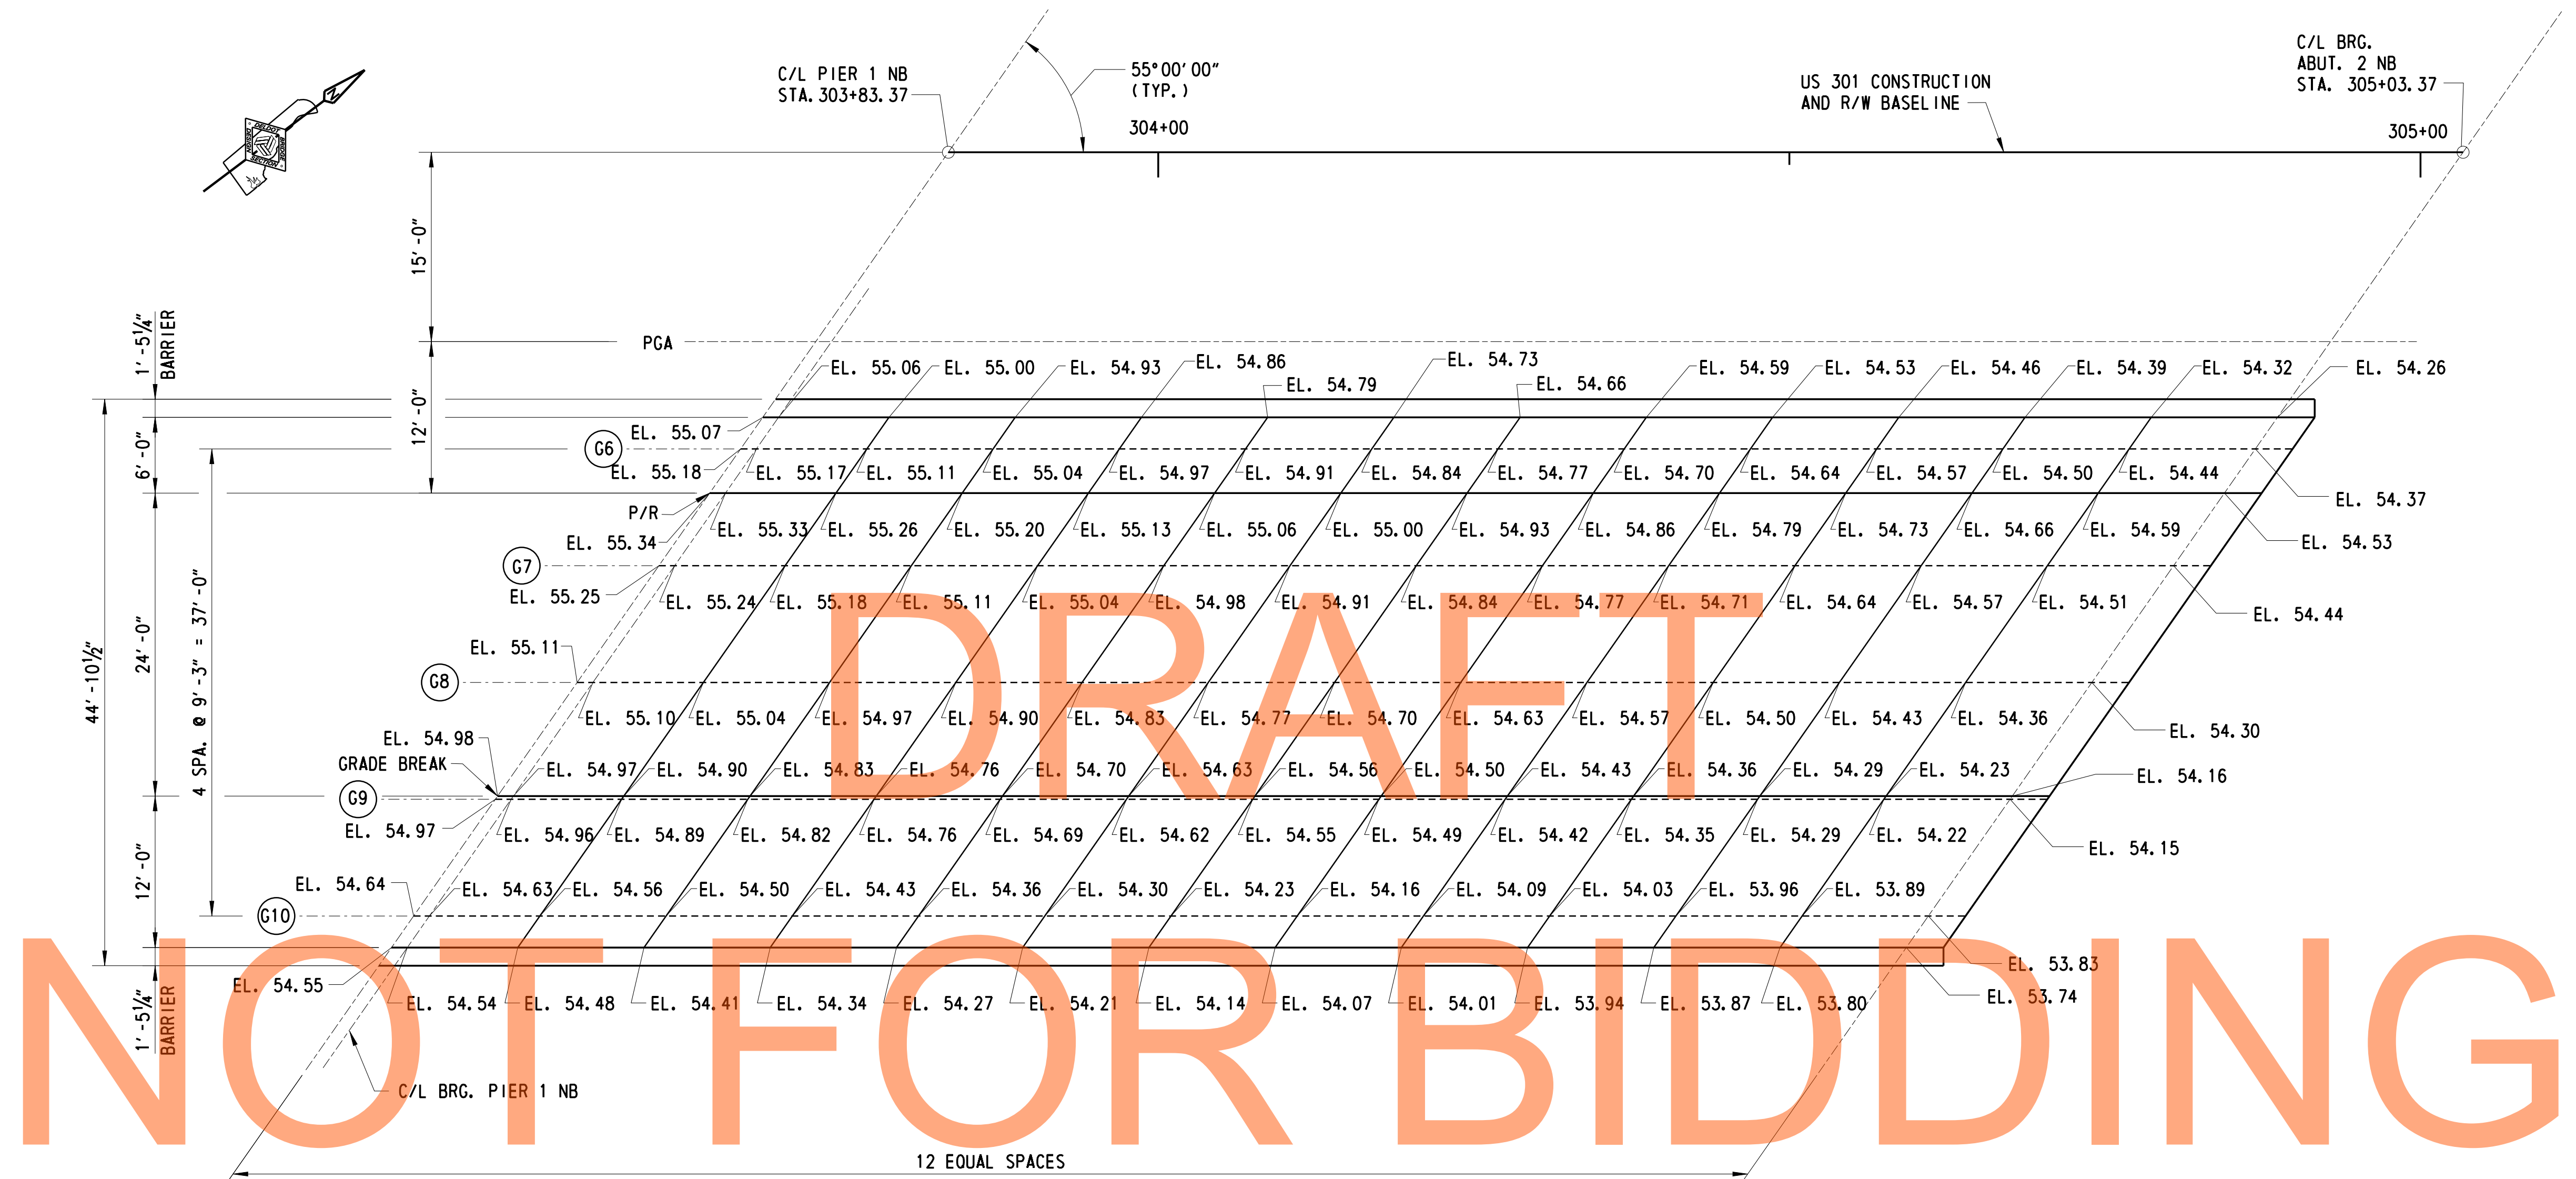 C/L PIER 1 NB
STA. 303+83.37
55°00'00"
(TYP.)
304+00
US 301 CONSTRUCTION
AND R/W BASELINE
C/L BRG.
ABUT. 2 NB
STA. 305+03.37
305+00
N
DELDOT BRIDGE DESIGN SECTION
15'-0"
12'-0"
1'-5¼"
BARRIER
6'-0"
24'-0"
12'-0"
1'-5¼"
BARRIER
44'-10½"
4 SPA. @ 9'-3" = 37'-0"
PGA
EL. 55.06 EL. 55.00 EL. 54.93 EL. 54.86 EL. 54.79 EL. 54.73 EL. 54.66 EL. 54.59 EL. 54.53 EL. 54.46 EL. 54.39 EL. 54.32 EL. 54.26
EL. 55.07
G6
EL. 55.18 EL. 55.17 EL. 55.11 EL. 55.04 EL. 54.97 EL. 54.91 EL. 54.84 EL. 54.77 EL. 54.70 EL. 54.64 EL. 54.57 EL. 54.50 EL. 54.44
EL. 54.37
P/R
EL. 55.33 EL. 55.26 EL. 55.20 EL. 55.13 EL. 55.06 EL. 55.00 EL. 54.93 EL. 54.86 EL. 54.79 EL. 54.73 EL. 54.66 EL. 54.59
EL. 55.34
EL. 54.53
G7
EL. 55.25
EL. 55.24 EL. 55.18 EL. 55.11 EL. 55.04 EL. 54.98 EL. 54.91 EL. 54.84 EL. 54.77 EL. 54.71 EL. 54.64 EL. 54.57 EL. 54.51
EL. 54.44
EL. 55.11
G8
EL. 55.10 EL. 55.04 EL. 54.97 EL. 54.90 EL. 54.83 EL. 54.77 EL. 54.70 EL. 54.63 EL. 54.57 EL. 54.50 EL. 54.43 EL. 54.36
EL. 54.30
EL. 54.98
GRADE BREAK
EL. 54.97 EL. 54.90 EL. 54.83 EL. 54.76 EL. 54.70 EL. 54.63 EL. 54.56 EL. 54.50 EL. 54.43 EL. 54.36 EL. 54.29 EL. 54.23
EL. 54.16
G9
EL. 54.97 EL. 54.96 EL. 54.89 EL. 54.82 EL. 54.76 EL. 54.69 EL. 54.62 EL. 54.55 EL. 54.49 EL. 54.42 EL. 54.35 EL. 54.29 EL. 54.22
EL. 54.15
EL. 54.64 EL. 54.63 EL. 54.56 EL. 54.50 EL. 54.43 EL. 54.36 EL. 54.30 EL. 54.23 EL. 54.16 EL. 54.09 EL. 54.03 EL. 53.96 EL. 53.89
G10
EL. 53.83
EL. 54.55
EL. 54.54 EL. 54.48 EL. 54.41 EL. 54.34 EL. 54.27 EL. 54.21 EL. 54.14 EL. 54.07 EL. 54.01 EL. 53.94 EL. 53.87 EL. 53.80
EL. 53.74
C/L BRG. PIER 1 NB
12 EQUAL SPACES
DRAFT
NOT FOR BIDDING